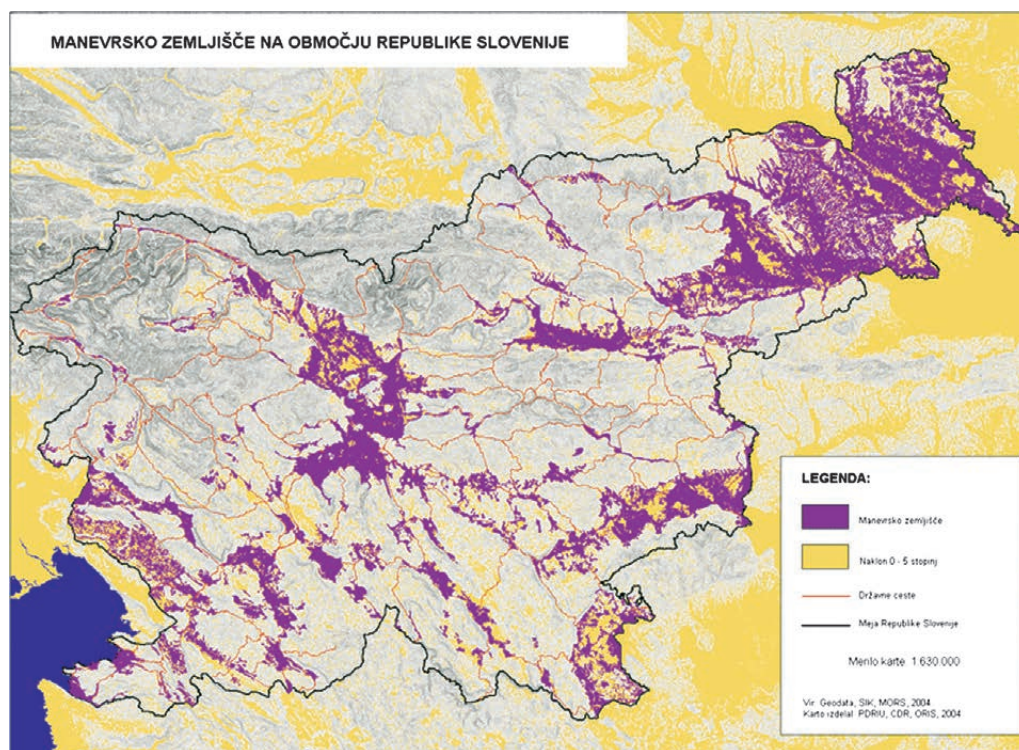 MANEVRSKO ZEMLJIŠČE NA OBMOČJU REPUBLIKE SLOVENIJE
LEGENDA:
Manevrsko zemljišče
Naklon 0 - 5 stopinj
Državne ceste
Meja Republike Slovenije
Merilo karte 1:630.000
Vir: Geodata, SIK, MORS, 2004
Karto izdelal: PDRIU, CDR, ORIS, 2004